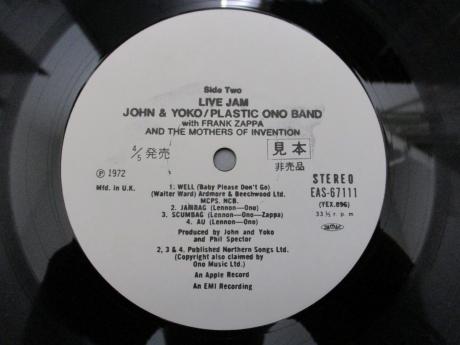 Side Two
LIVE JAM
JOHN & YOKO/PLASTIC ONO BAND
with FRANK ZAPPA
AND THE MOTHERS OF INVENTION
4/5 発売
見本
非売品
℗ 1972
Mfd. in U.K.
STEREO
EAS-67111
(YEX.896)
33⅓ r. p. m
1. WELL (Baby Please Don't Go)
(Walter Ward) Ardmore & Beechwood Ltd.
MCPS. NCB.
2. JAMRAG (Lennon—Ono)
3. SCUMBAG (Lennon—Ono—Zappa)
4. AU (Lennon—Ono)
Produced by John and Yoko
and Phil Spector
2, 3 & 4. Published Northern Songs Ltd.
(Copyright also claimed by
Ono Music Ltd.)
An Apple Record
An EMI Recording